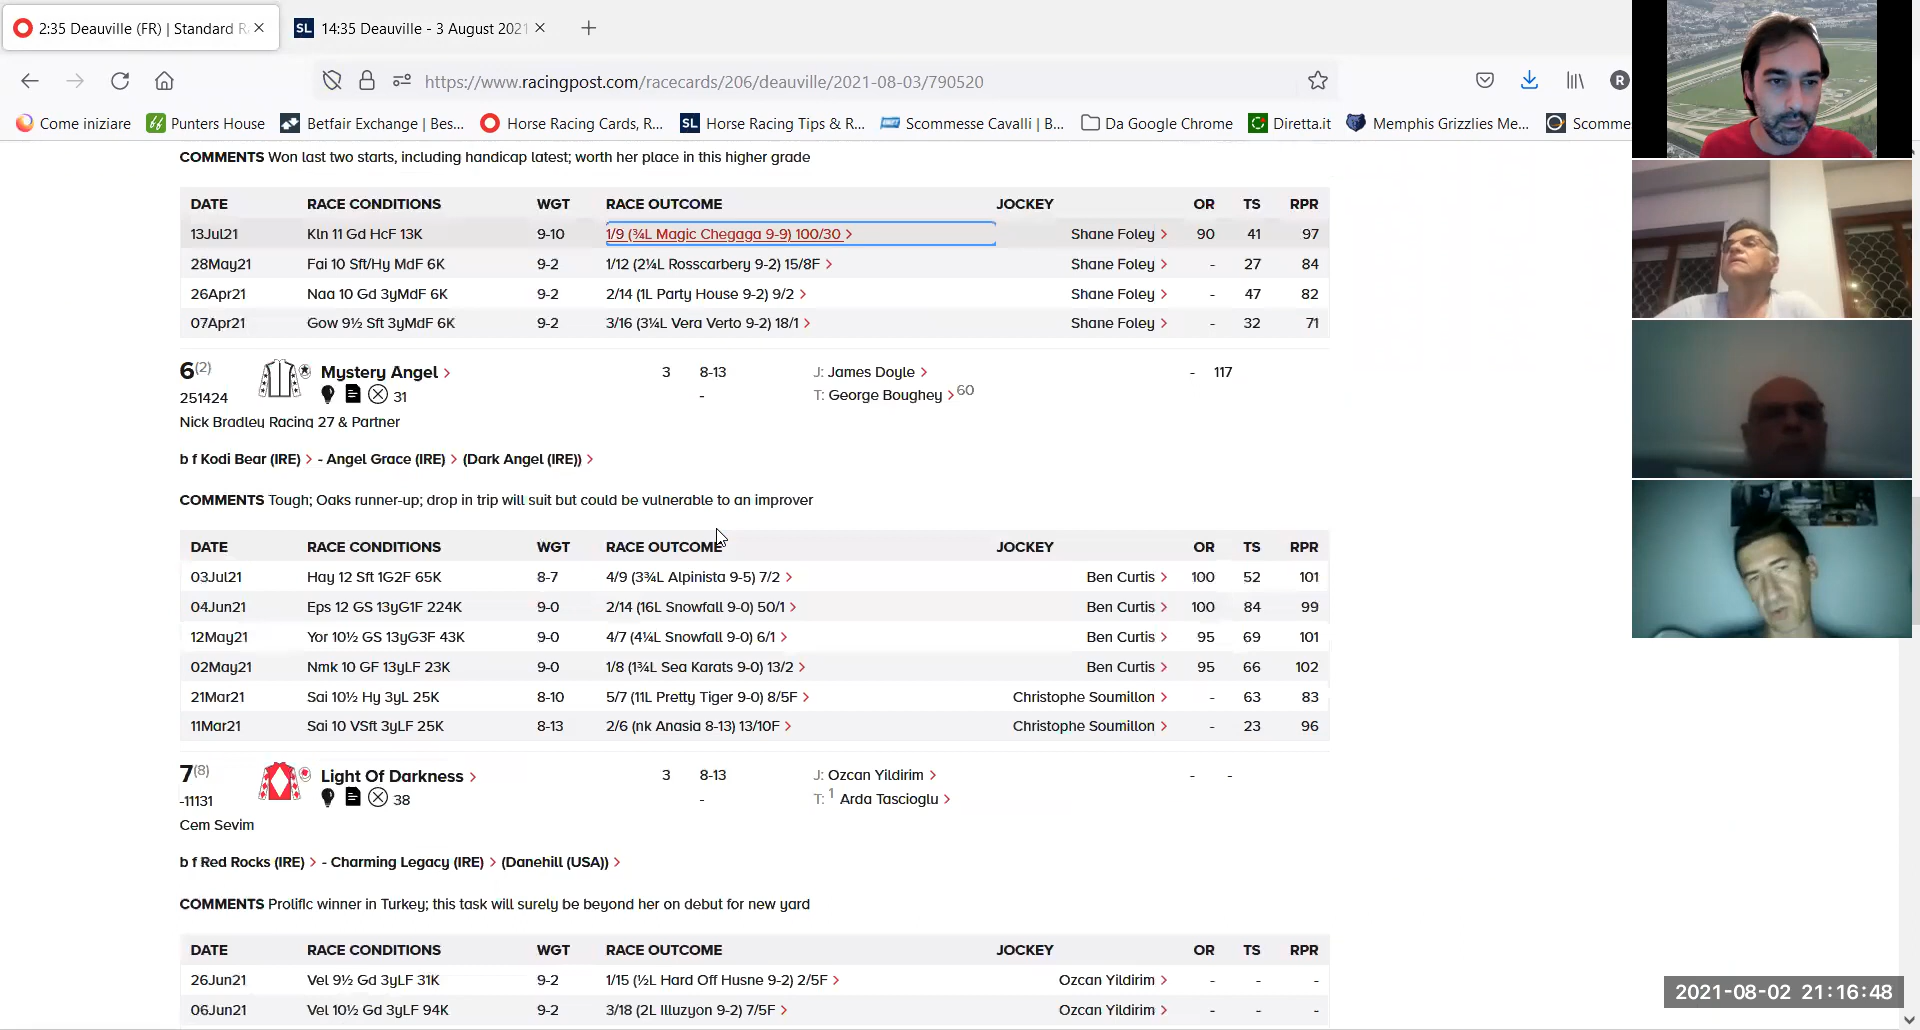 2:35 Deauville (FR) | Standard R
14:35 Deauville - 3 August 2021
https://www.racingpost.com/racecards/206/deauville/2021-08-03/790520
R
Come iniziare Punters House Betfair Exchange | Bes... Horse Racing Cards, R... SL Horse Racing Tips & R... Scommesse Cavalli | B... Da Google Chrome Diretta.it Memphis Grizzlies Me... Scomme
COMMENTS Won last two starts, including handicap latest; worth her place in this higher grade
DATE RACE CONDITIONS WGT RACE OUTCOME JOCKEY OR TS RPR
13Jul21 Kln 11 Gd HcF 13K 9-10 1/9 (¾L Magic Chegaga 9-9) 100/30 Shane Foley 90 41 97
28May21 Fai 10 Sft/Hy MdF 6K 9-2 1/12 (2¼L Rosscarbery 9-2) 15/8F Shane Foley - 27 84
26Apr21 Naa 10 Gd 3yMdF 6K 9-2 2/14 (1L Party House 9-2) 9/2 Shane Foley - 47 82
07Apr21 Gow 9½ Sft 3yMdF 6K 9-2 3/16 (3¼L Vera Verto 9-2) 18/1 Shane Foley - 32 71
6(2) Mystery Angel 3 8-13 J: James Doyle - 117
251424 31 - T: George Boughey 60
Nick Bradley Racing 27 & Partner
b f Kodi Bear (IRE) - Angel Grace (IRE) (Dark Angel (IRE))
COMMENTS Tough; Oaks runner-up; drop in trip will suit but could be vulnerable to an improver
DATE RACE CONDITIONS WGT RACE OUTCOME JOCKEY OR TS RPR
03Jul21 Hay 12 Sft 1G2F 65K 8-7 4/9 (3¾L Alpinista 9-5) 7/2 Ben Curtis 100 52 101
04Jun21 Eps 12 GS 13yG1F 224K 9-0 2/14 (16L Snowfall 9-0) 50/1 Ben Curtis 100 84 99
12May21 Yor 10½ GS 13yG3F 43K 9-0 4/7 (4¼L Snowfall 9-0) 6/1 Ben Curtis 95 69 101
02May21 Nmk 10 GF 13yLF 23K 9-0 1/8 (1¾L Sea Karats 9-0) 13/2 Ben Curtis 95 66 102
21Mar21 Sai 10½ Hy 3yL 25K 8-10 5/7 (11L Pretty Tiger 9-0) 8/5F Christophe Soumillon - 63 83
11Mar21 Sai 10 VSft 3yLF 25K 8-13 2/6 (nk Anasia 8-13) 13/10F Christophe Soumillon - 23 96
7(8) Light Of Darkness 3 8-13 J: Ozcan Yildirim - -
-11131 38 - T: 1 Arda Tascioglu
Cem Sevim
b f Red Rocks (IRE) - Charming Legacy (IRE) (Danehill (USA))
COMMENTS Prolific winner in Turkey; this task will surely be beyond her on debut for new yard
DATE RACE CONDITIONS WGT RACE OUTCOME JOCKEY OR TS RPR
26Jun21 Vel 9½ Gd 3yLF 31K 9-2 1/15 (½L Hard Off Husne 9-2) 2/5F Ozcan Yildirim - - -
06Jun21 Vel 10½ Gd 3yLF 94K 9-2 3/18 (2L Illuzyon 9-2) 7/5F Ozcan Yildirim - - -
2021-08-02 21:16:48